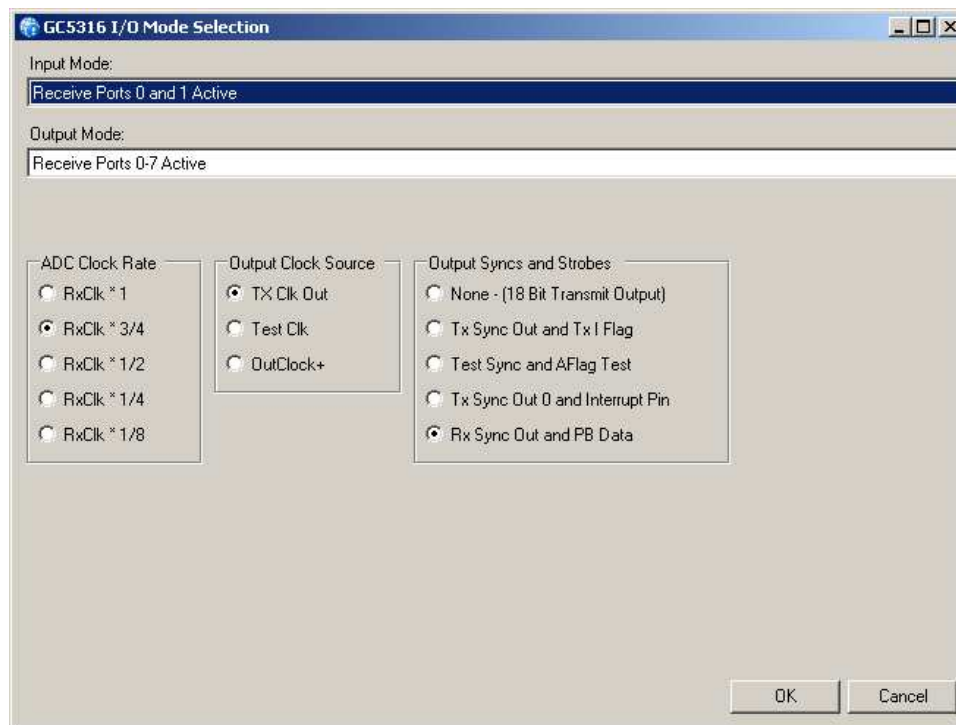 GC5316 I/O Mode Selection
Input Mode:
Receive Ports 0 and 1 Active
Output Mode:
Receive Ports 0-7 Active
ADC Clock Rate
RxClk * 1
RxClk * 3/4
RxClk * 1/2
RxClk * 1/4
RxClk * 1/8
Output Clock Source
TX Clk Out
Test Clk
OutClock+
Output Syncs and Strobes
None - (18 Bit Transmit Output)
Tx Sync Out and Tx I Flag
Test Sync and AFlag Test
Tx Sync Out 0 and Interrupt Pin
Rx Sync Out and PB Data
OK
Cancel